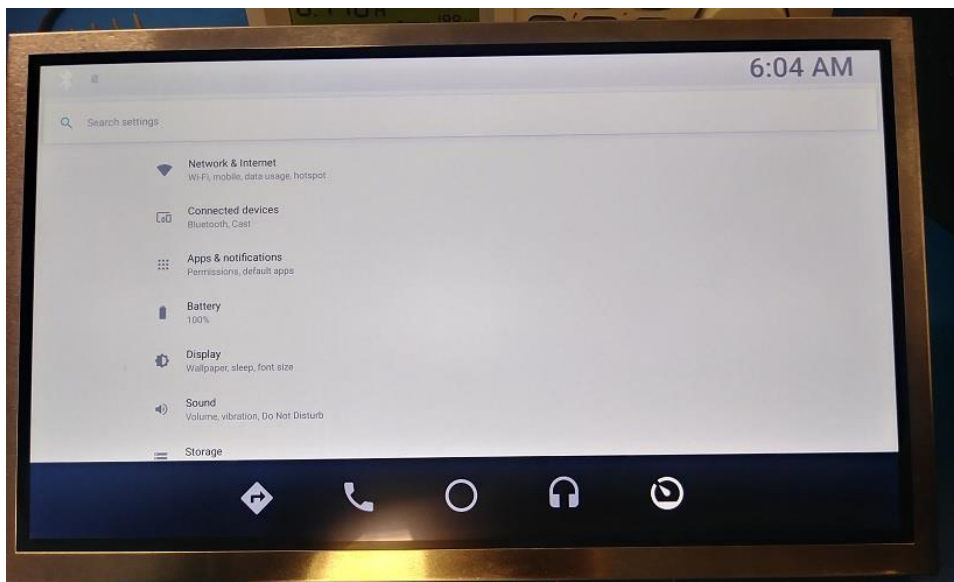 6:04 AM
Search settings
Network & Internet
Wi-Fi, mobile, data usage, hotspot
Connected devices
Bluetooth, Cast
Apps & notifications
Permissions, default apps
Battery
100%
Display
Wallpaper, sleep, font size
Sound
Volume, vibration, Do Not Disturb
Storage